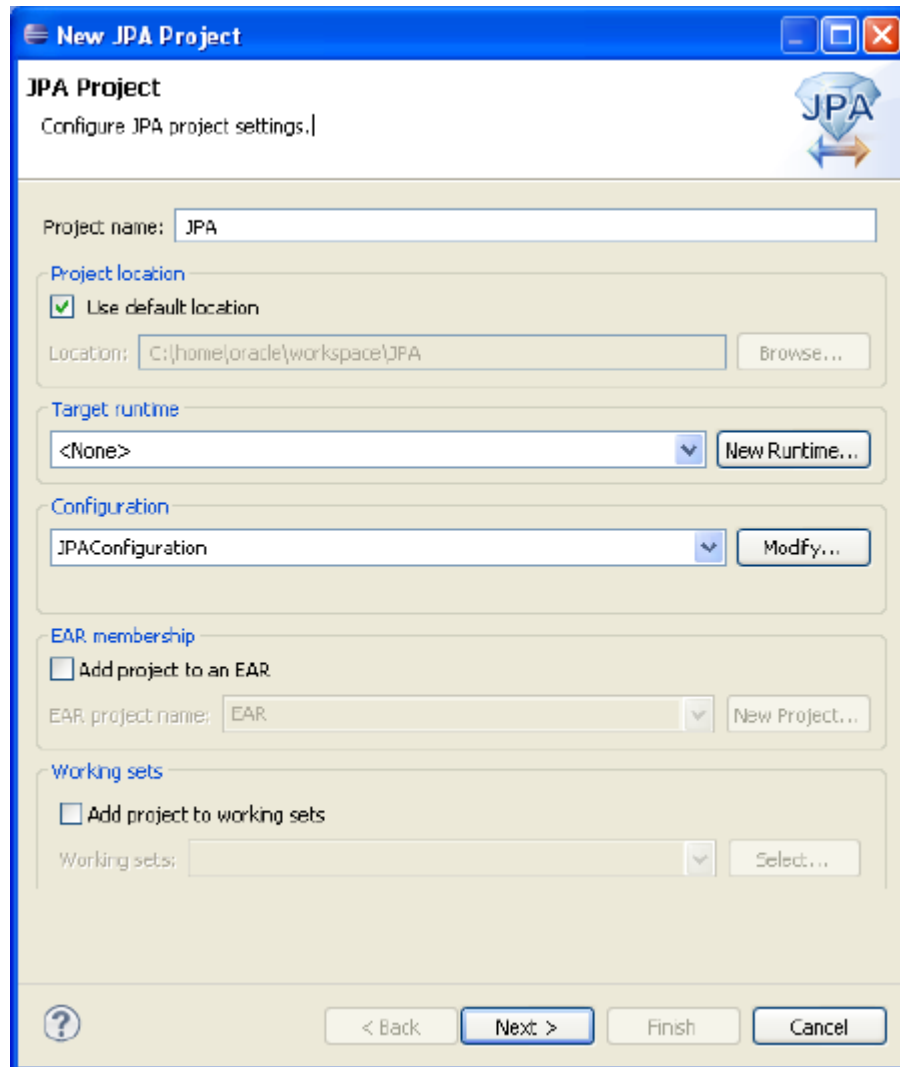 New JPA Project
JPA Project
Configure JPA project settings.
JPA
Project name: JPA
Project location
Use default location
Location: C:\home\oracle\workspace\JPA Browse...
Target runtime
<None> New Runtime...
Configuration
JPAConfiguration Modify...
EAR membership
Add project to an EAR
EAR project name: EAR New Project...
Working sets
Add project to working sets
Working sets: Select...
? < Back Next > Finish Cancel